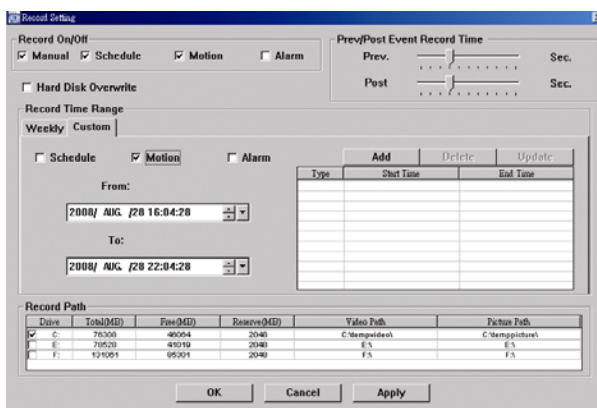 Record Setting
Record On/Off
Manual Schedule Motion Alarm
Prev/Post Event Record Time
Prev. Sec.
Post Sec.
Hard Disk Overwrite
Record Time Range
Weekly Custom
Schedule Motion Alarm
Add Delete Update
Type Start Time End Time
From:
2008/ AUG. /28 16:04:28
To:
2008/ AUG. /28 22:04:28
Record Path
Drive Total(MB) Free(MB) Reserve(MB) Video Path Picture Path
C: 76308 46064 2048 C:\tempvideo\ C:\temppicture\
E: 78528 41019 2048 E:\ E:\
F: 131061 85301 2048 F:\ F:\
OK Cancel Apply